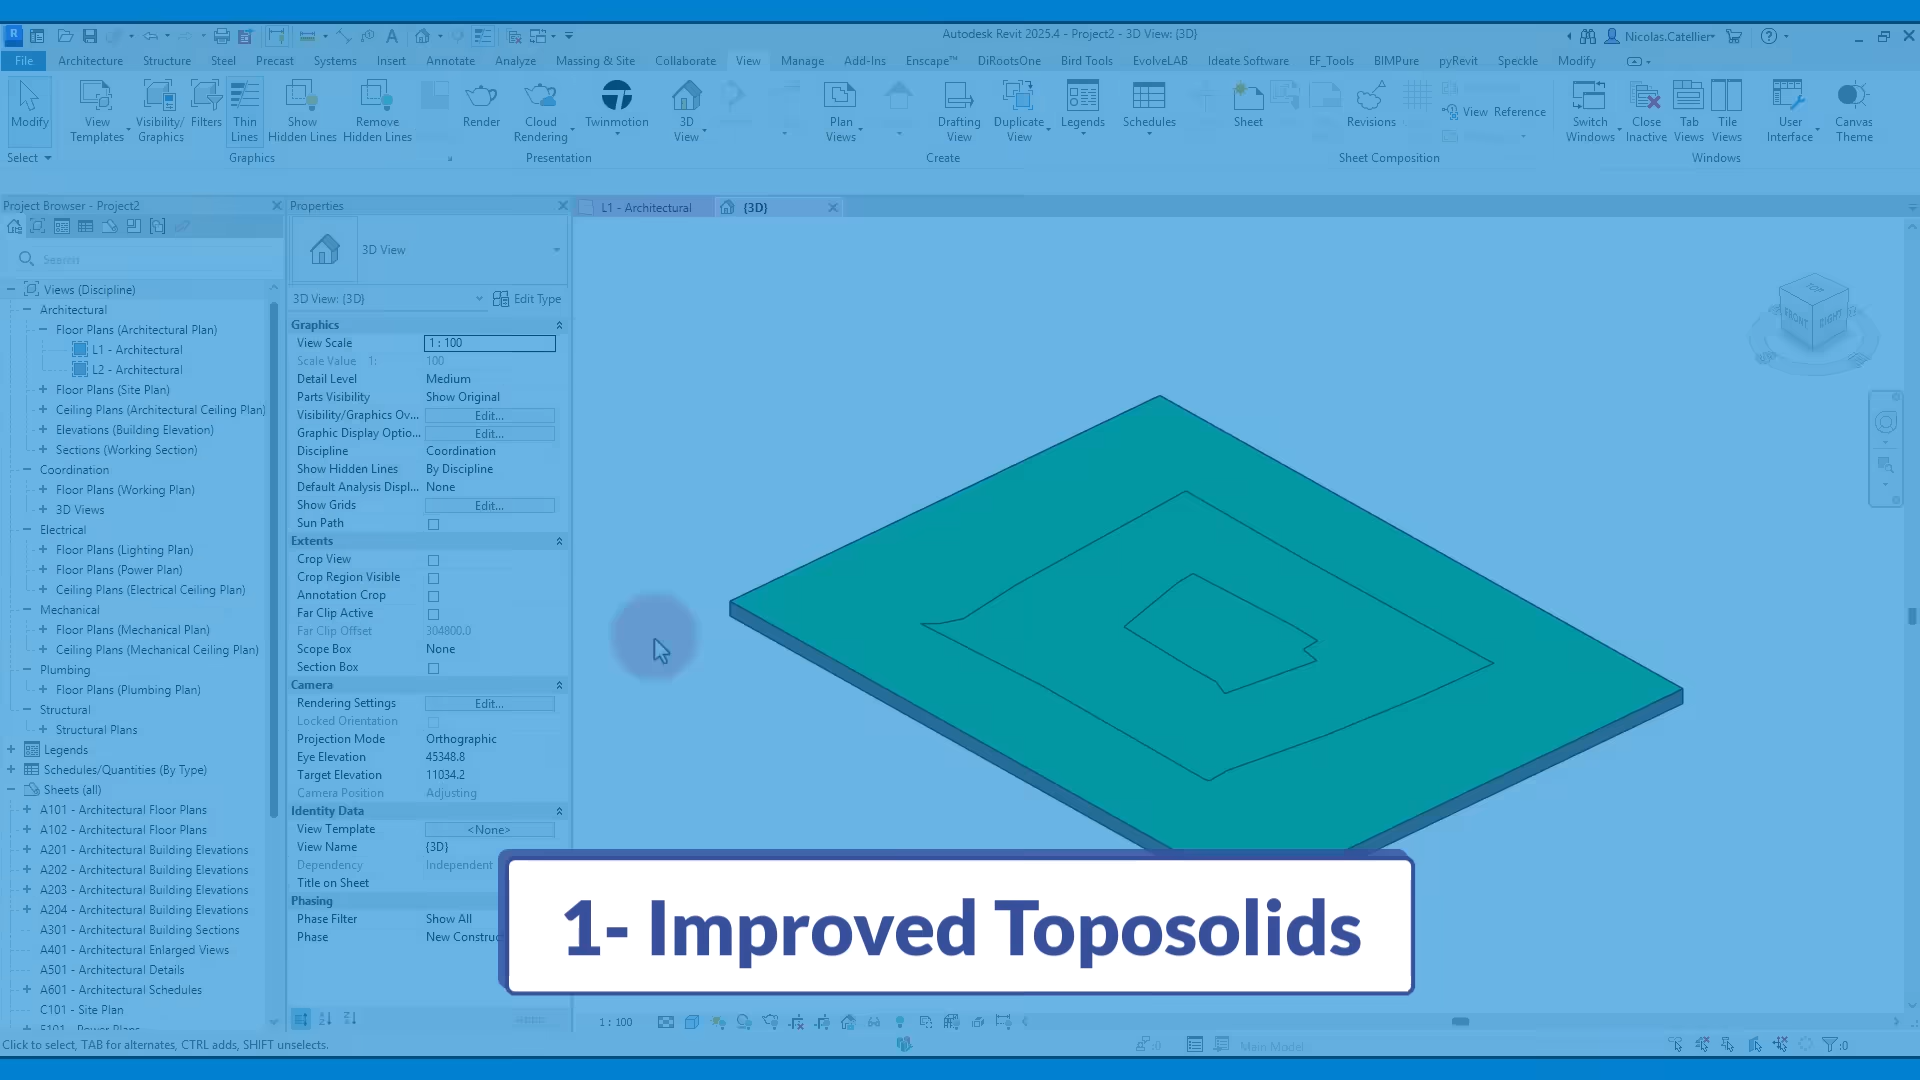 Autodesk Revit 2025.4 - Project2 - 3D View: {3D}
Nicolas.Catellier
File Architecture Structure Steel Precast Systems Insert Annotate Analyze Massing & Site Collaborate View Manage Add-Ins Enscape™ DiRootsOne Bird Tools EvolveLAB Ideate Software EF_Tools BIMPure pyRevit Speckle Modify
Modify View Templates Visibility/ Graphics Filters Thin Lines Show Hidden Lines Remove Hidden Lines Render Cloud Rendering Twinmotion 3D View Plan Views Drafting View Duplicate View Legends Schedules Sheet Revisions View Reference Switch Windows Close Inactive Tab Views Tile Views User Interface Canvas Theme
Select Graphics Presentation Create Sheet Composition Windows
Project Browser - Project2
Search
Views (Discipline)
Architectural
Floor Plans (Architectural Plan)
L1 - Architectural
L2 - Architectural
Floor Plans (Site Plan)
Ceiling Plans (Architectural Ceiling Plan)
Elevations (Building Elevation)
Sections (Working Section)
Coordination
Floor Plans (Working Plan)
3D Views
Electrical
Floor Plans (Lighting Plan)
Floor Plans (Power Plan)
Ceiling Plans (Electrical Ceiling Plan)
Mechanical
Floor Plans (Mechanical Plan)
Ceiling Plans (Mechanical Ceiling Plan)
Plumbing
Floor Plans (Plumbing Plan)
Structural
Structural Plans
Legends
Schedules/Quantities (By Type)
Sheets (all)
A101 - Architectural Floor Plans
A102 - Architectural Floor Plans
A201 - Architectural Building Elevations
A202 - Architectural Building Elevations
A203 - Architectural Building Elevations
A204 - Architectural Building Elevations
A301 - Architectural Building Sections
A401 - Architectural Enlarged Views
A501 - Architectural Details
A601 - Architectural Schedules
C101 - Site Plan
E101 - Power Plans
Properties
3D View
3D View: {3D} Edit Type
Graphics
View Scale 1 : 100
Scale Value 1: 100
Detail Level Medium
Parts Visibility Show Original
Visibility/Graphics Ov... Edit...
Graphic Display Optio... Edit...
Discipline Coordination
Show Hidden Lines By Discipline
Default Analysis Displ... None
Show Grids Edit...
Sun Path
Extents
Crop View
Crop Region Visible
Annotation Crop
Far Clip Active
Far Clip Offset 304800.0
Scope Box None
Section Box
Camera
Rendering Settings Edit...
Locked Orientation
Projection Mode Orthographic
Eye Elevation 45348.8
Target Elevation 11034.2
Camera Position Adjusting
Identity Data
View Template <None>
View Name {3D}
Dependency Independent
Title on Sheet
Phasing
Phase Filter Show All
Phase New Construc
L1 - Architectural {3D}
TOP
FRONT RIGHT
1- Improved Toposolids
1 : 100
Click to select, TAB for alternates, CTRL adds, SHIFT unselects.
:0 Main Model :0